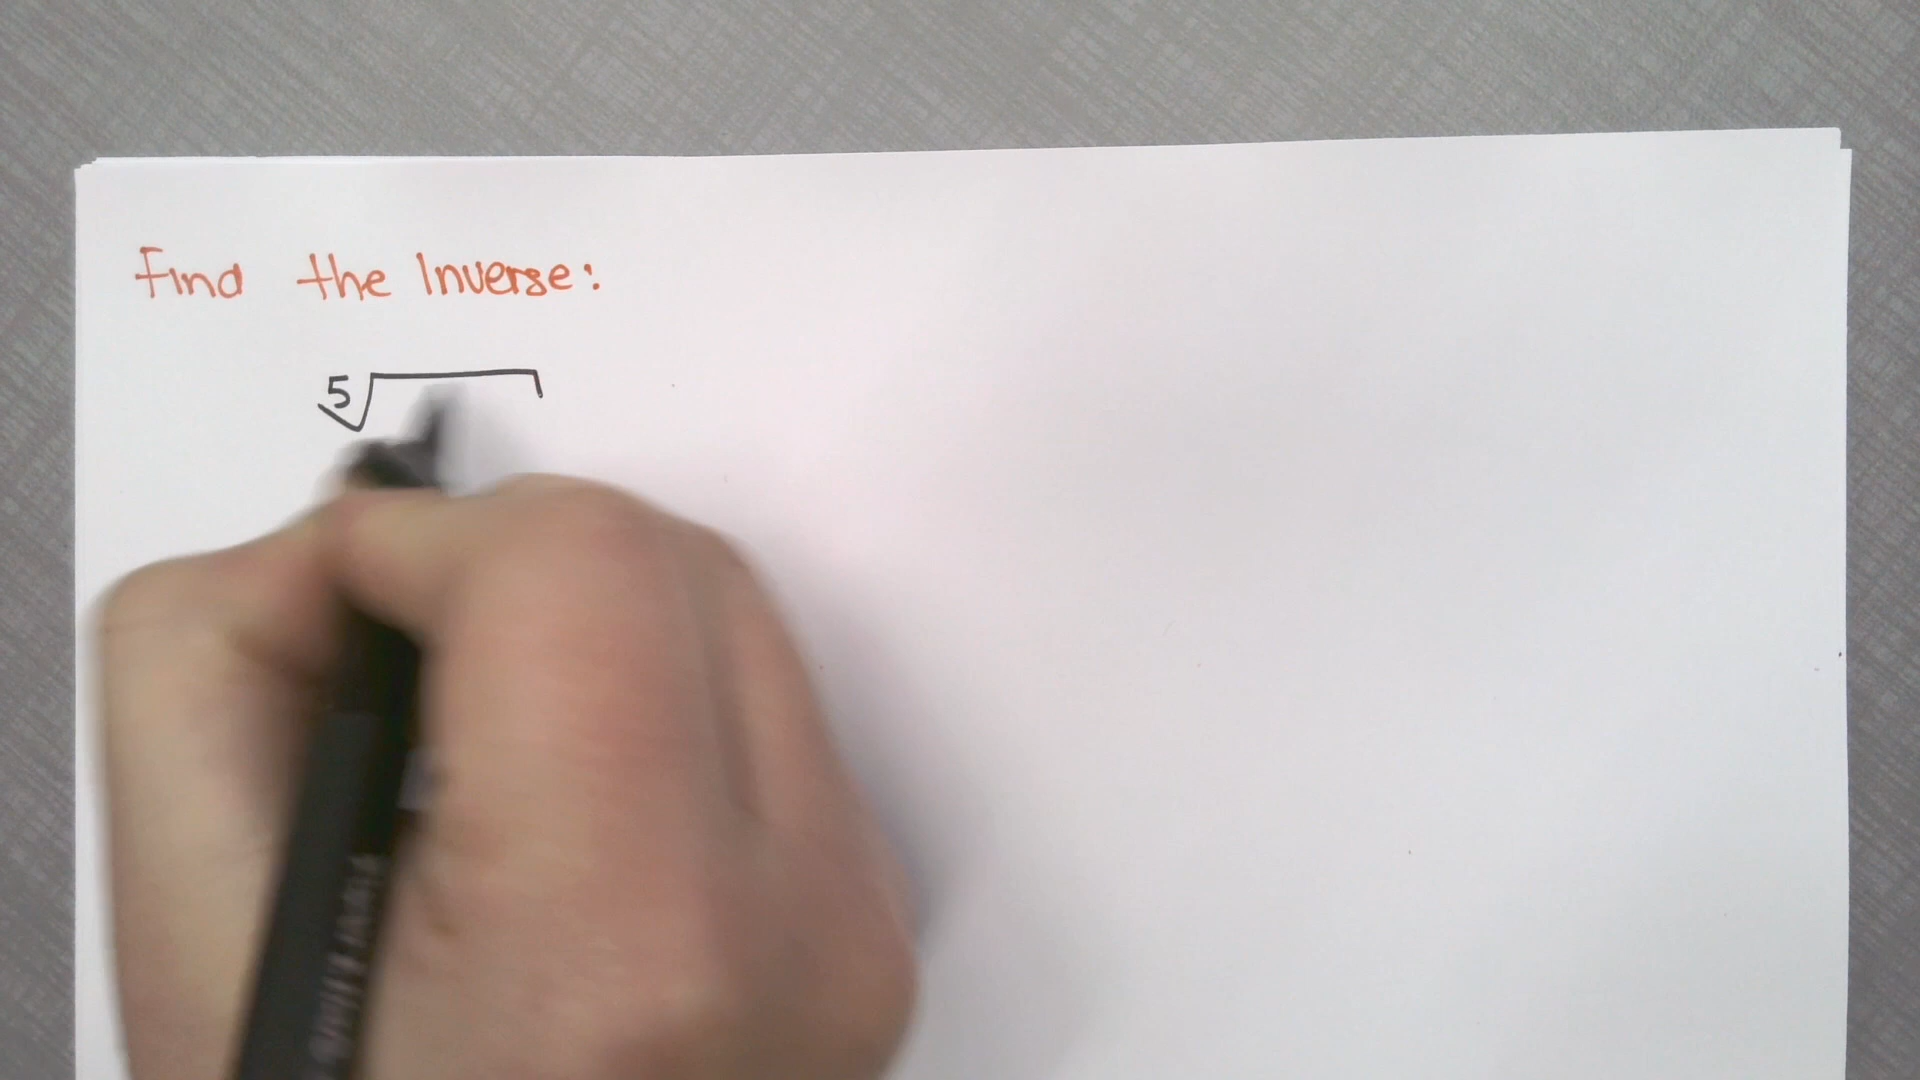 Find the Inverse:
⁵√